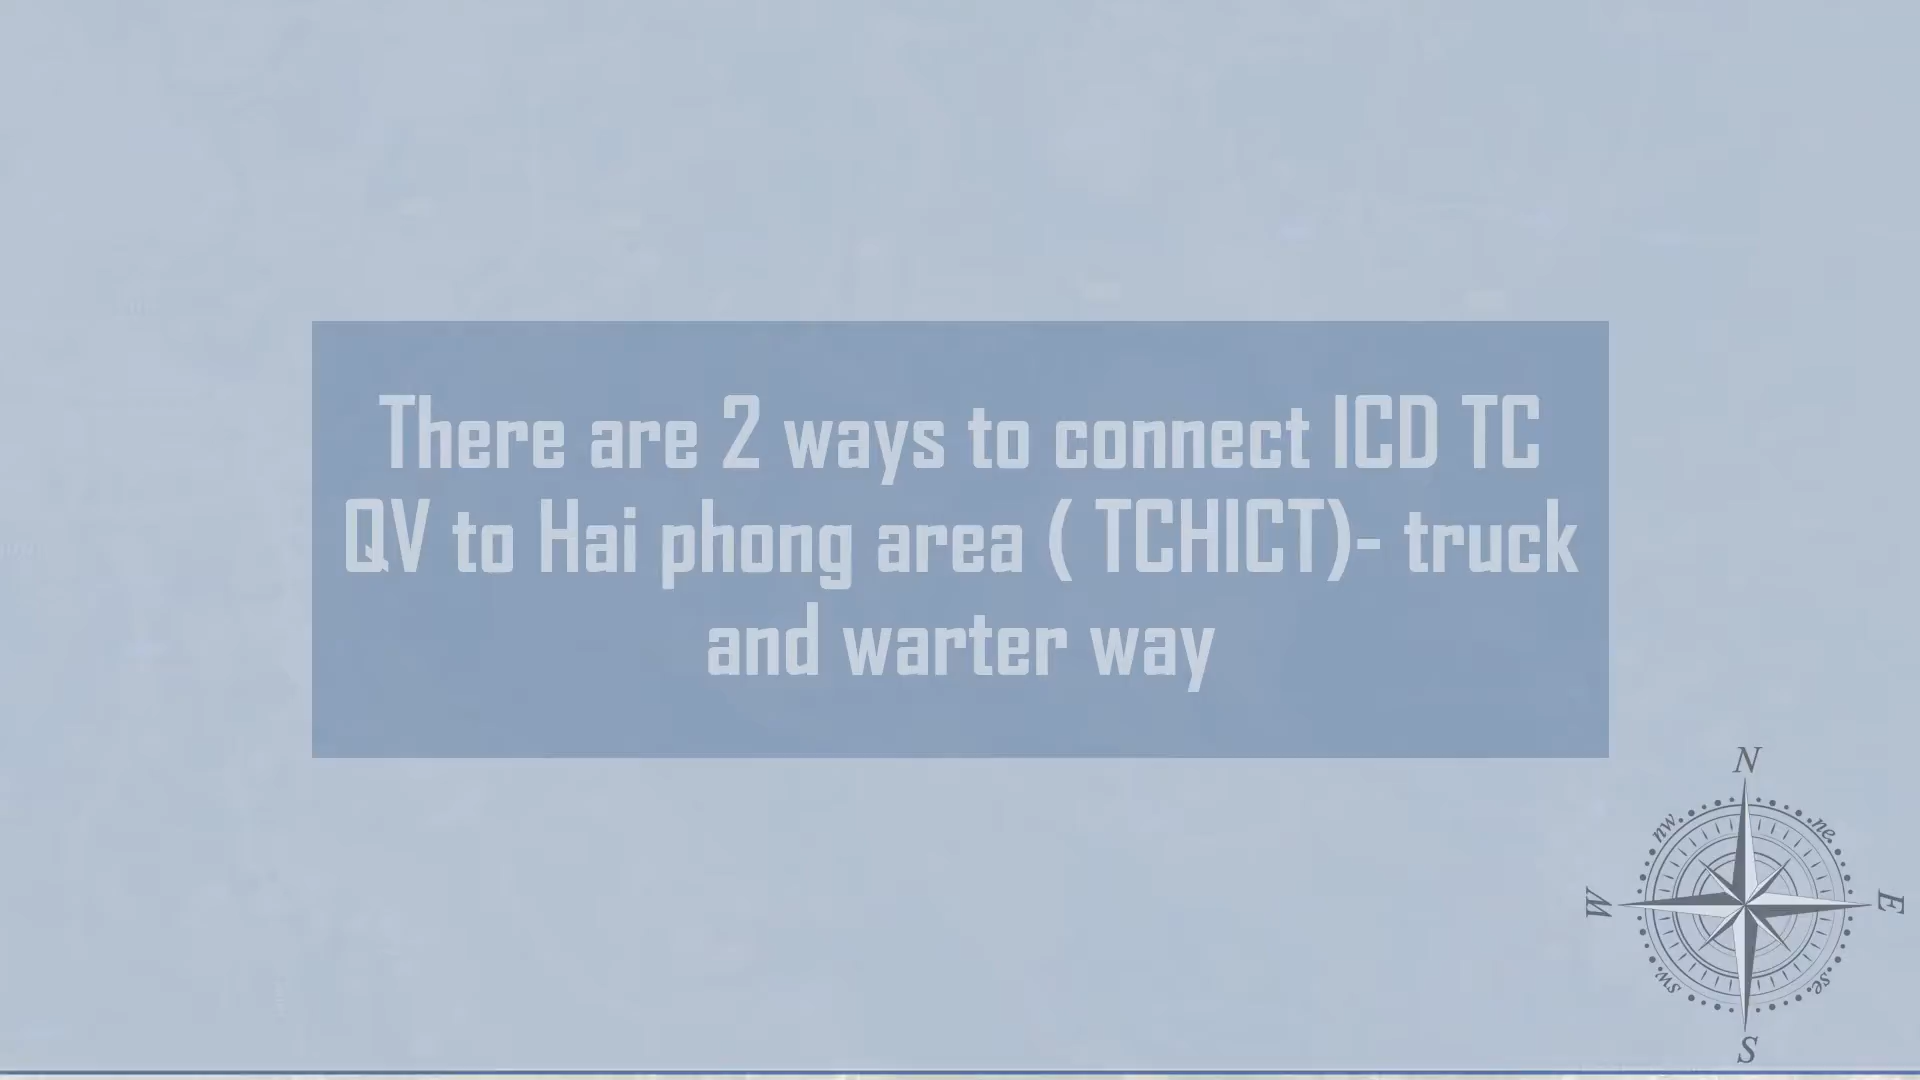 There are 2 ways to connect ICD TC
QV to Hai phong area ( TCHICT)- truck
and warter way
N
nw
ne
W
E
sw
se
S